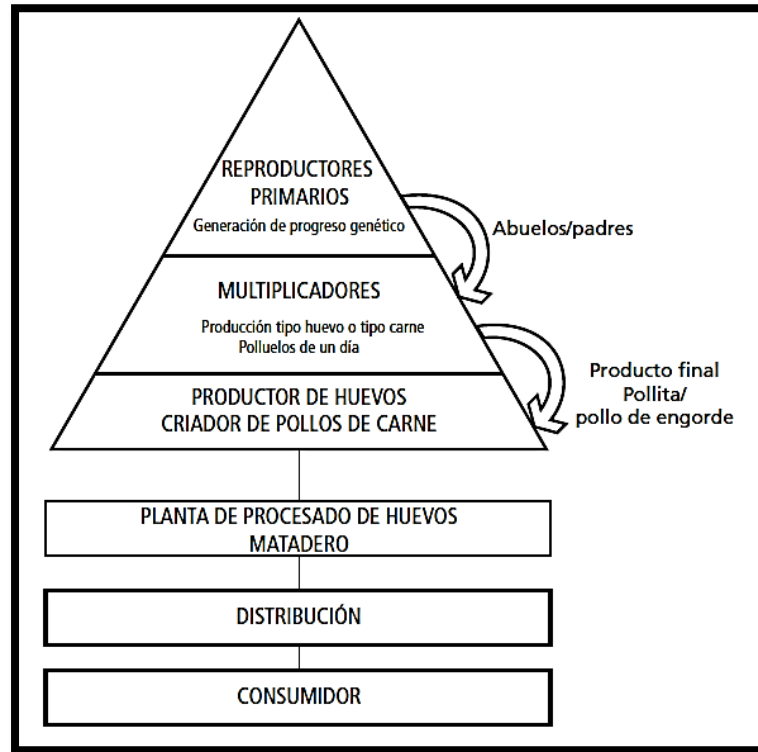 REPRODUCTORES
PRIMARIOS
Generación de progreso genético
Abuelos/padres
MULTIPLICADORES
Producción tipo huevo o tipo carne
Polluelos de un día
Producto final
Pollita/
pollo de engorde
PRODUCTOR DE HUEVOS
CRIADOR DE POLLOS DE CARNE
PLANTA DE PROCESADO DE HUEVOS
MATADERO
DISTRIBUCIÓN
CONSUMIDOR